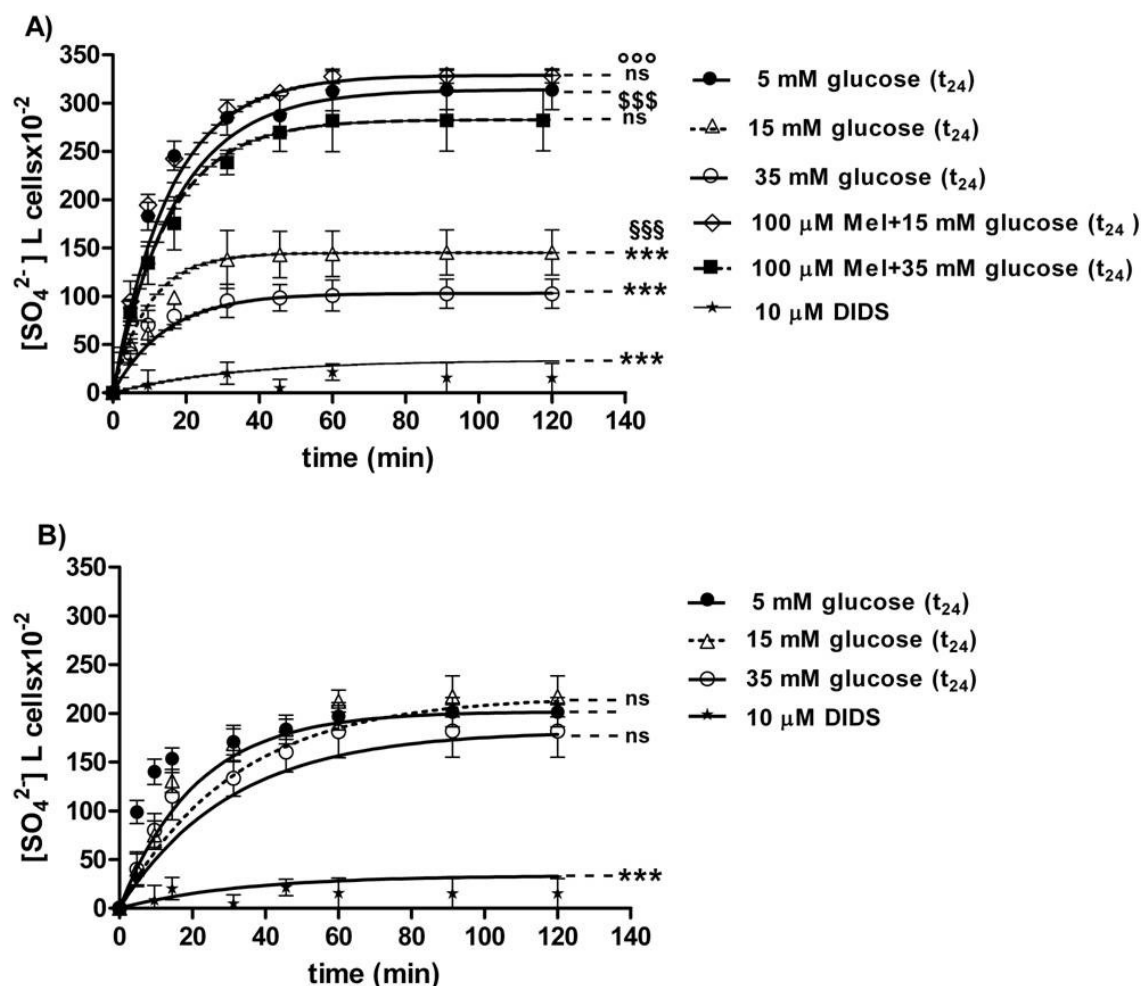 A)
350
300
250
200
150
100
50
0
[SO₄²⁻] L cellsx10⁻²
0 20 40 60 80 100 120 140
time (min)
°°°
ns
$$$
ns
§§§
***
***
***
5 mM glucose (t₂₄)
15 mM glucose (t₂₄)
35 mM glucose (t₂₄)
100 μM Mel+15 mM glucose (t₂₄ )
100 μM Mel+35 mM glucose (t₂₄)
10 μM DIDS
B)
350
300
250
200
150
100
50
0
[SO₄²⁻] L cellsx10⁻²
0 20 40 60 80 100 120 140
time (min)
ns
ns
***
5 mM glucose (t₂₄)
15 mM glucose (t₂₄)
35 mM glucose (t₂₄)
10 μM DIDS